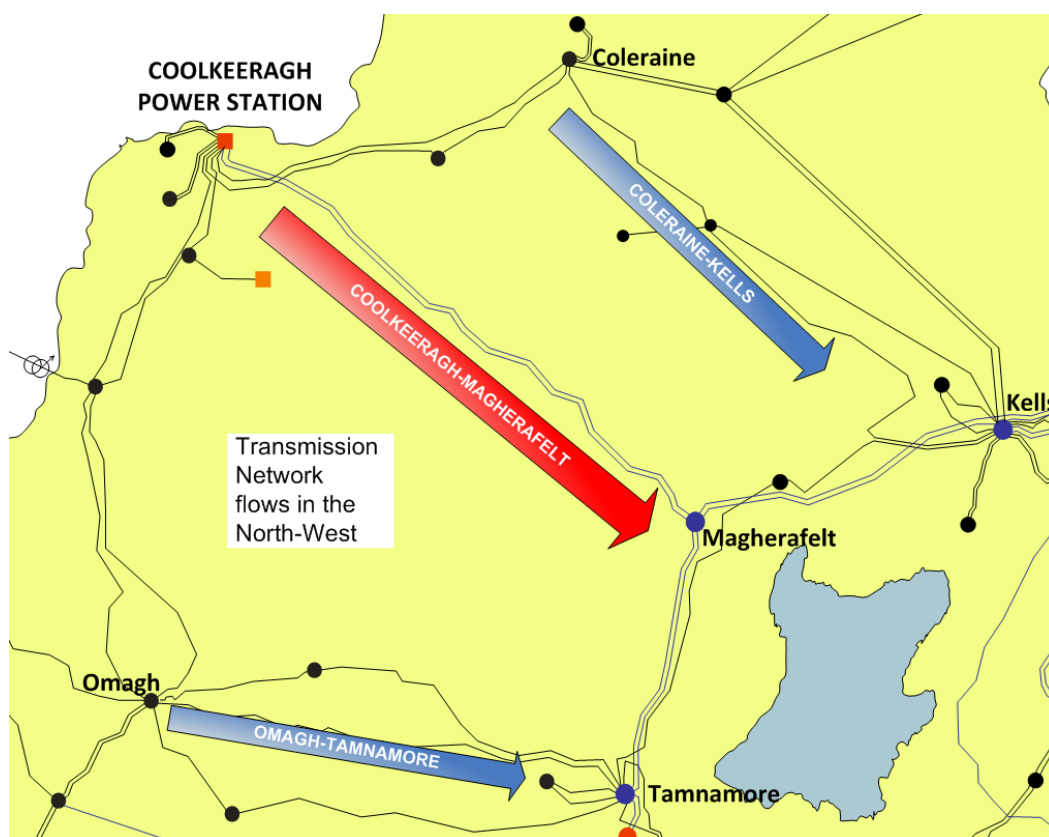 Coleraine
COOLKEERAGH
POWER STATION
COLERAINE-KELLS
COOLKEERAGH-MAGHERAFELT
Kells
Transmission
Network
flows in the
North-West
Magherafelt
Omagh
OMAGH-TAMNAMORE
Tamnamore